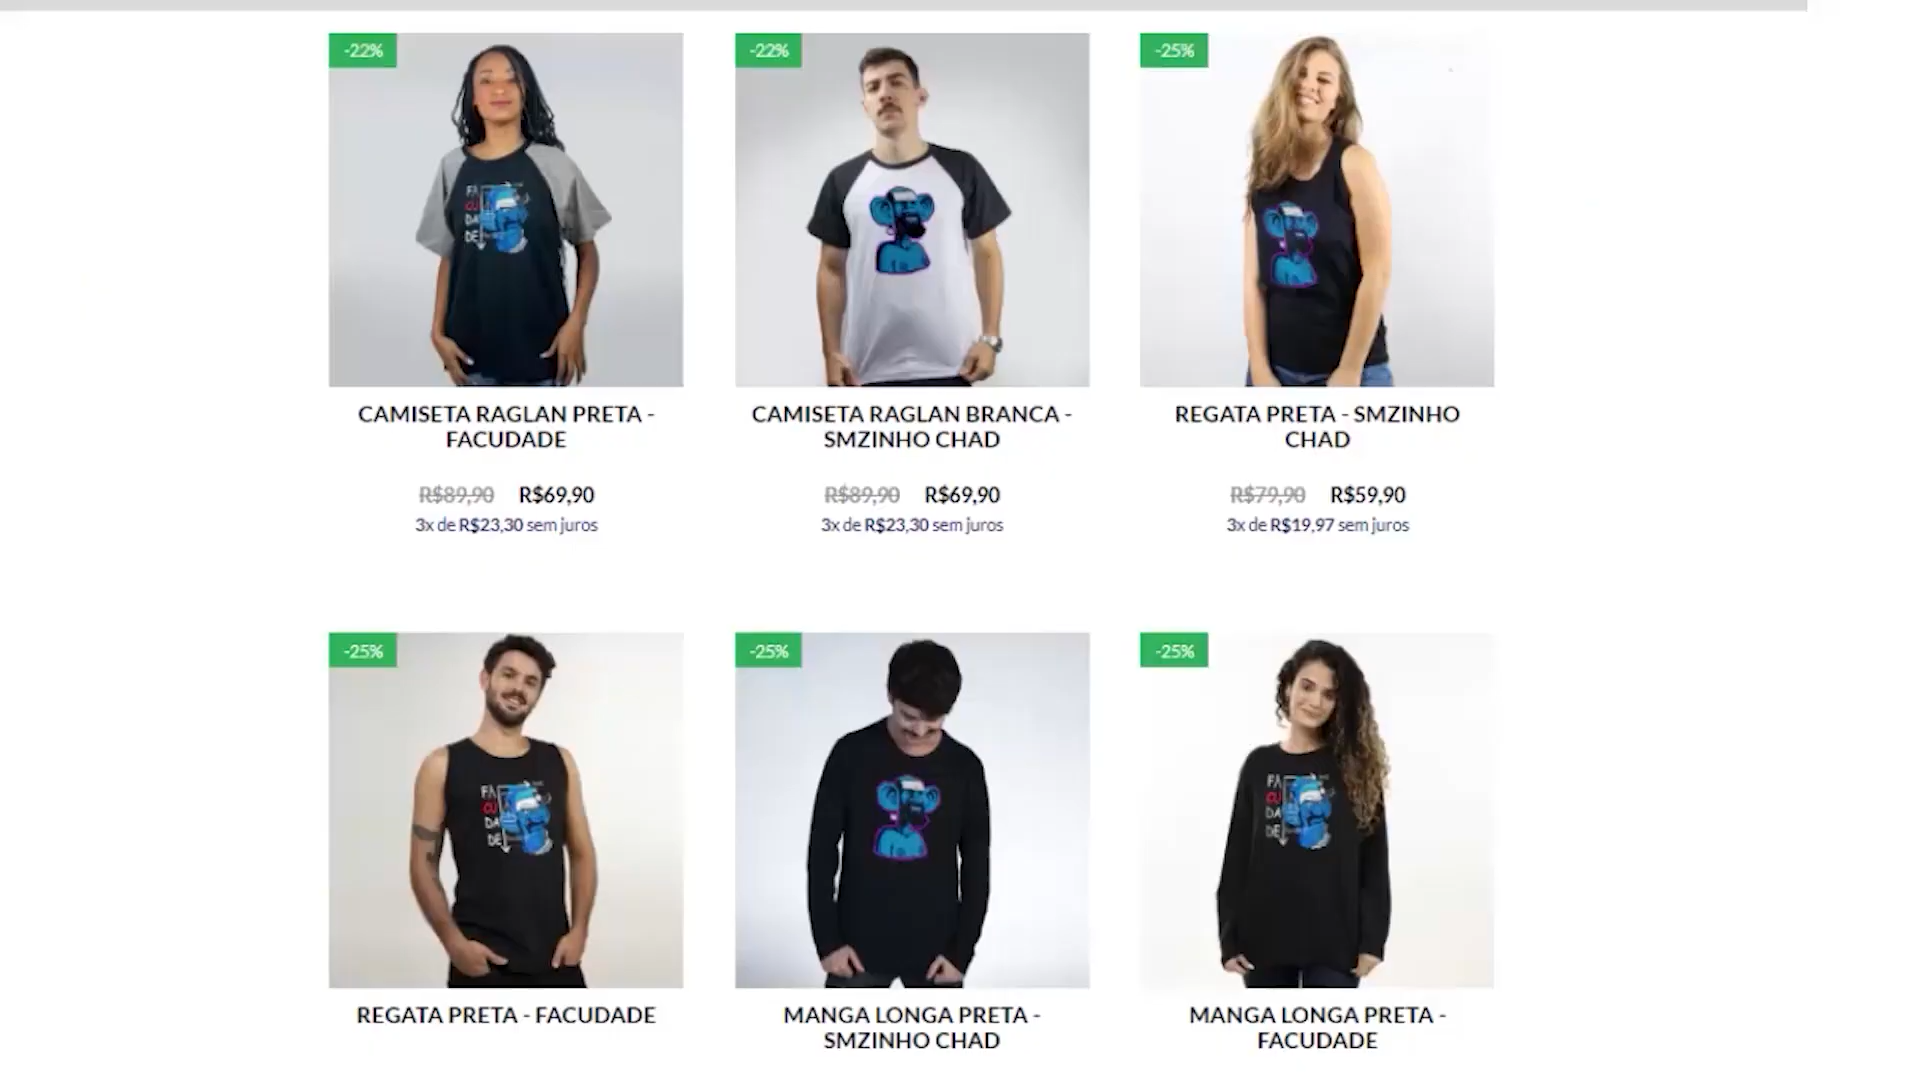 -22%
-22%
-25%
FA
CU
DA
DE
CAMISETA RAGLAN PRETA -
FACUDADE
CAMISETA RAGLAN BRANCA -
SMZINHO CHAD
REGATA PRETA - SMZINHO
CHAD
R$89,90 R$69,90
R$89,90 R$69,90
R$79,90 R$59,90
3x de R$23,30 sem juros
3x de R$23,30 sem juros
3x de R$19,97 sem juros
-25%
-25%
-25%
FA
CU
DA
DE
FA
CU
DA
DE
REGATA PRETA - FACUDADE
MANGA LONGA PRETA -
SMZINHO CHAD
MANGA LONGA PRETA -
FACUDADE